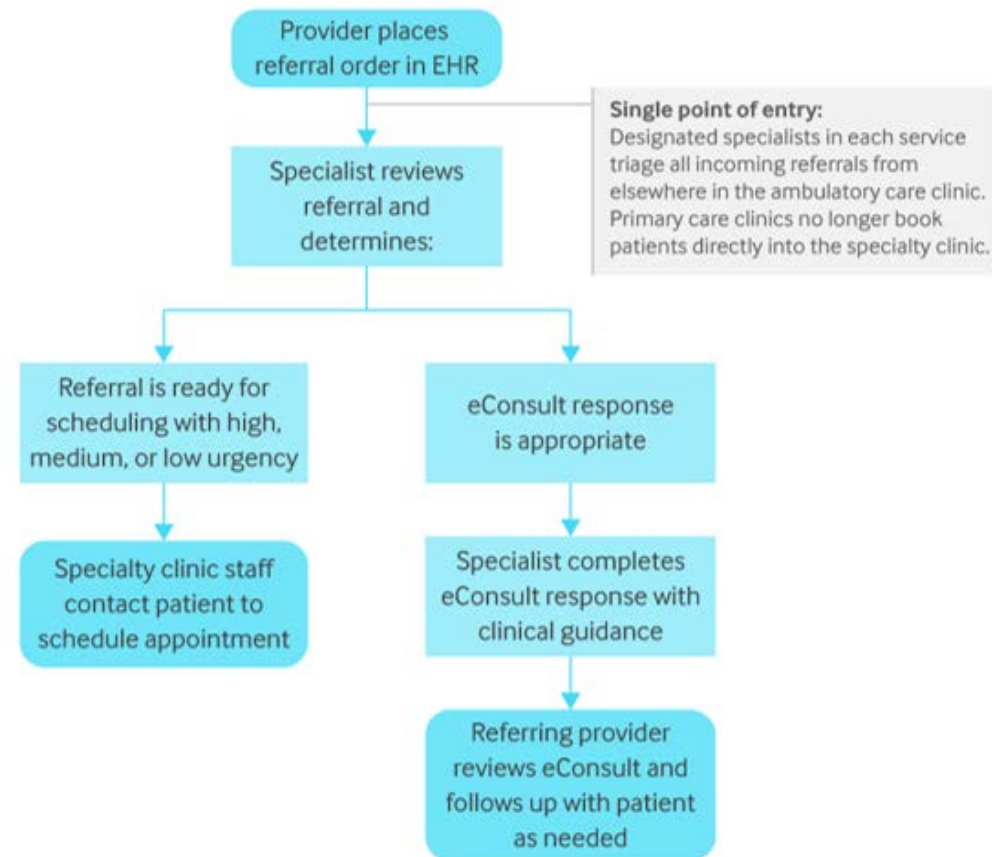 Provider places
referral order in EHR
Single point of entry:
Designated specialists in each service
triage all incoming referrals from
elsewhere in the ambulatory care clinic.
Primary care clinics no longer book
patients directly into the specialty clinic.
Specialist reviews
referral and
determines:
Referral is ready for
scheduling with high,
medium, or low urgency
Specialty clinic staff
contact patient to
schedule appointment
eConsult response
is appropriate
Specialist completes
eConsult response with
clinical guidance
Referring provider
reviews eConsult and
follows up with patient
as needed